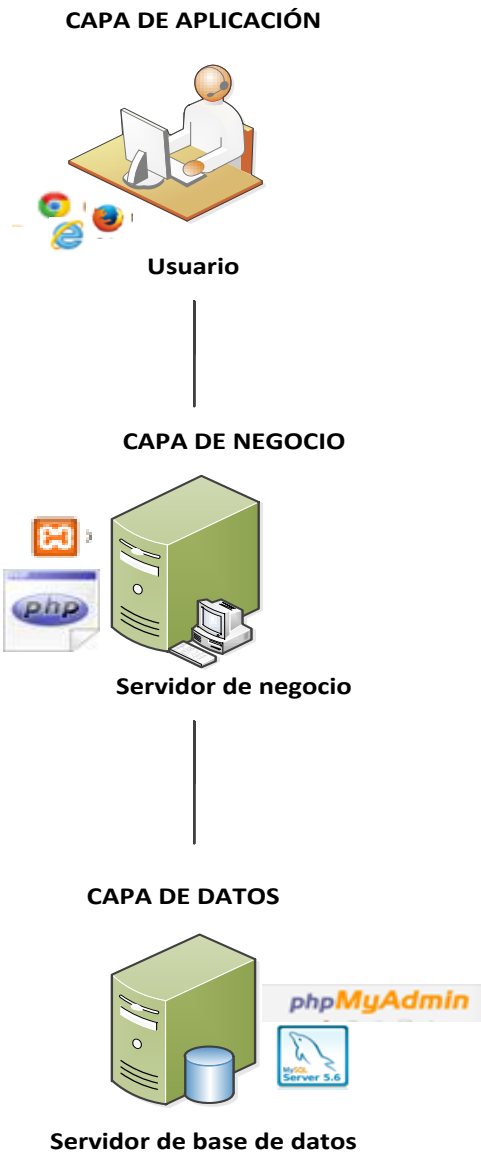 CAPA DE APLICACIÓN
Usuario
CAPA DE NEGOCIO
php
Servidor de negocio
CAPA DE DATOS
phpMyAdmin
MySQL
Server 5.6
Servidor de base de datos